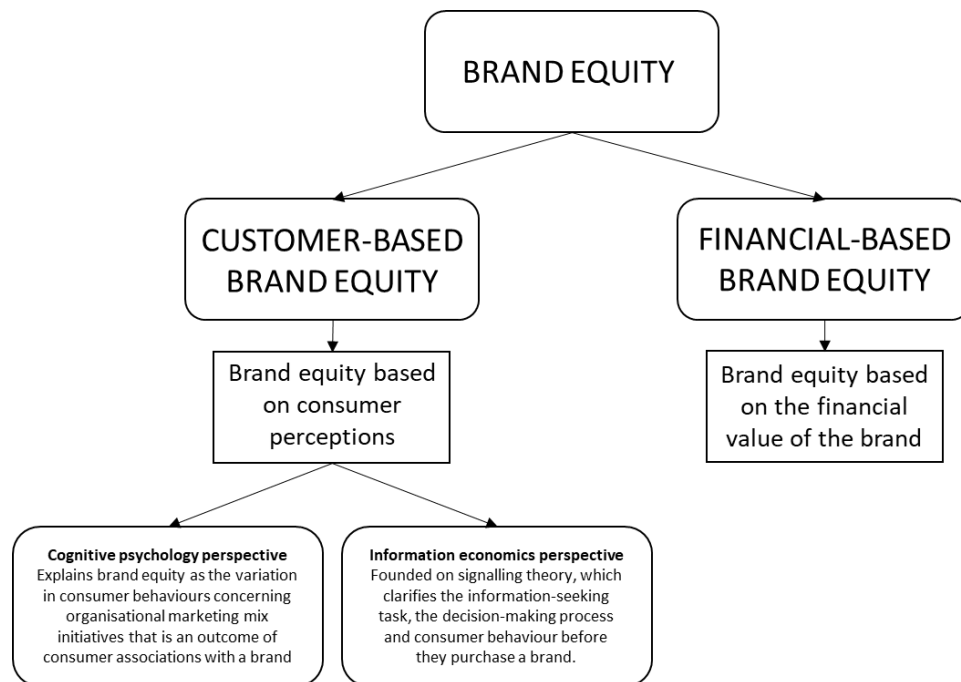 BRAND EQUITY
CUSTOMER-BASED
BRAND EQUITY
FINANCIAL-BASED
BRAND EQUITY
Brand equity based
on consumer
perceptions
Brand equity based
on the financial
value of the brand
Cognitive psychology perspective
Explains brand equity as the variation
in consumer behaviours concerning
organisational marketing mix
initiatives that is an outcome of
consumer associations with a brand
Information economics perspective
Founded on signalling theory, which
clarifies the information-seeking
task, the decision-making process
and consumer behaviour before
they purchase a brand.